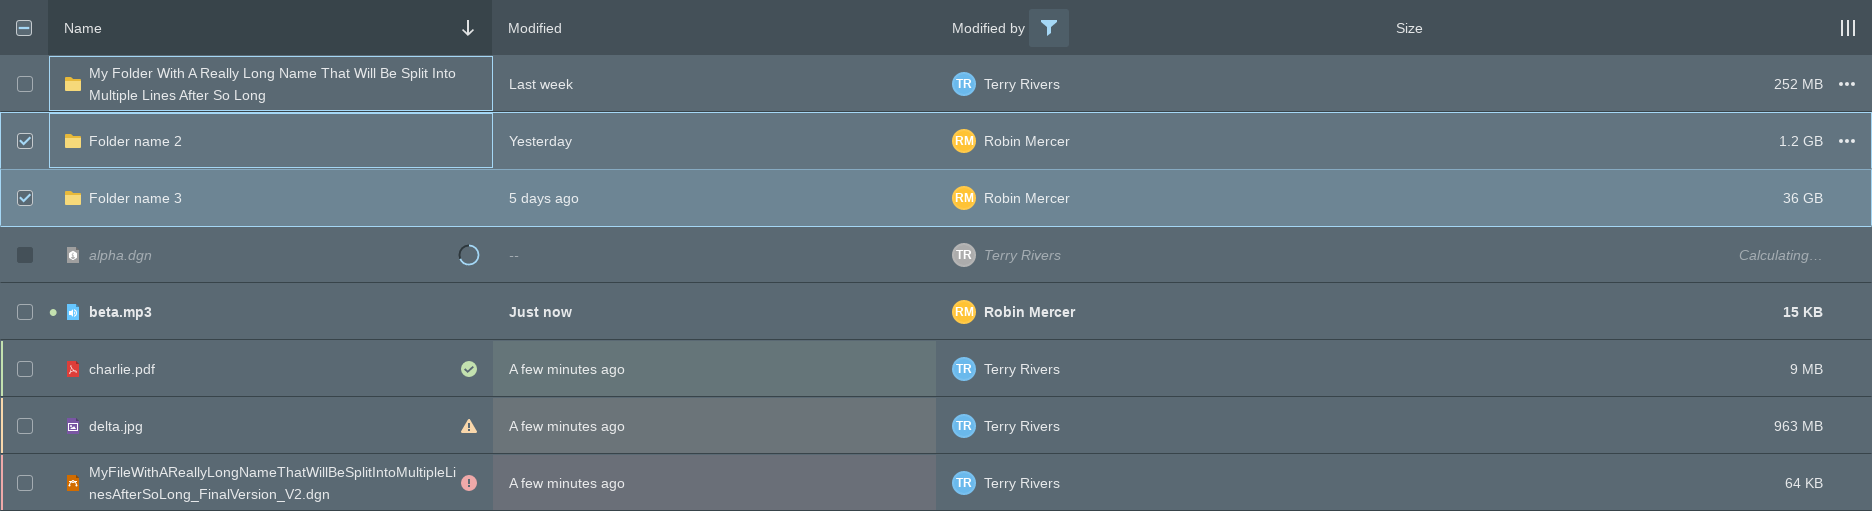 Name Modified Modified by Size
My Folder With A Really Long Name That Will Be Split Into
Multiple Lines After So Long
Last week TR Terry Rivers 252 MB
Folder name 2 Yesterday RM Robin Mercer 1.2 GB
Folder name 3 5 days ago RM Robin Mercer 36 GB
alpha.dgn -- TR Terry Rivers Calculating…
beta.mp3 Just now RM Robin Mercer 15 KB
charlie.pdf A few minutes ago TR Terry Rivers 9 MB
delta.jpg A few minutes ago TR Terry Rivers 963 MB
MyFileWithAReallyLongNameThatWillBeSplitIntoMultipleLi
nesAfterSoLong_FinalVersion_V2.dgn
A few minutes ago TR Terry Rivers 64 KB